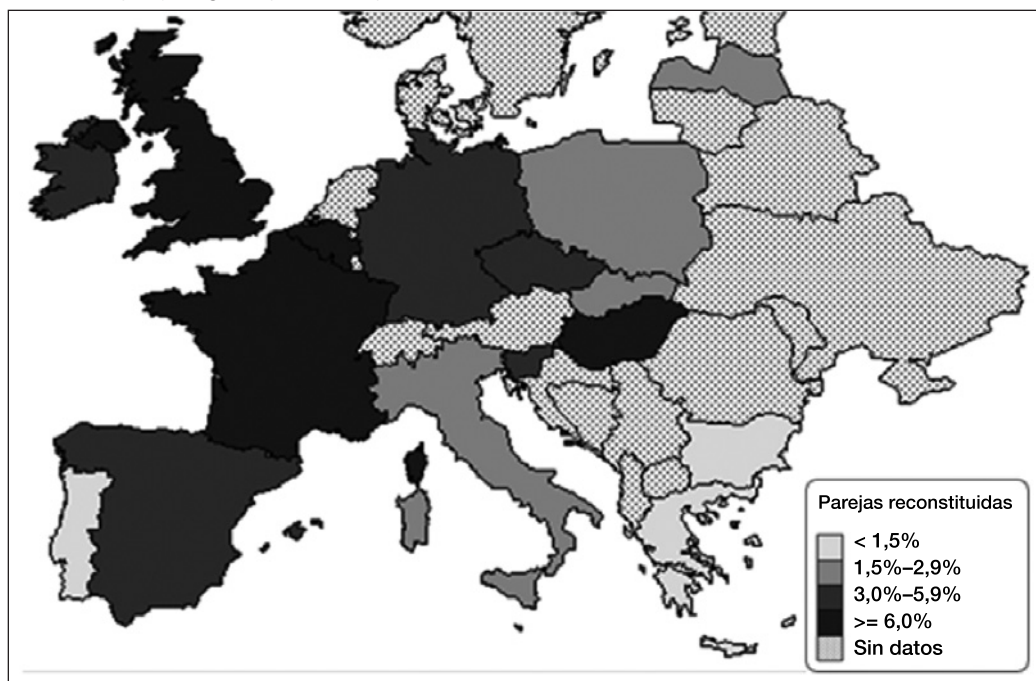 Parejas reconstituidas
< 1,5%
1,5%–2,9%
3,0%–5,9%
>= 6,0%
Sin datos